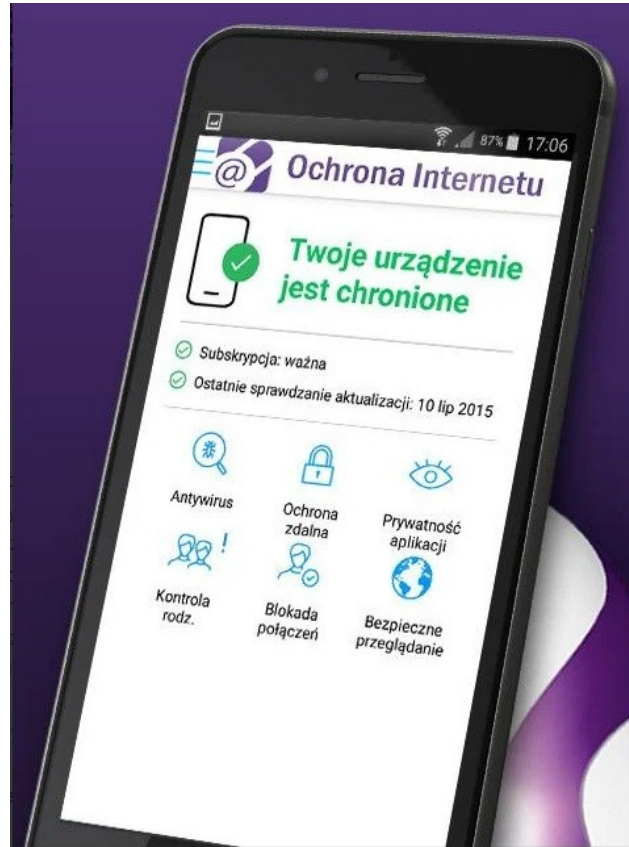 87% 17:06
@ Ochrona Internetu
Twoje urządzenie
jest chronione
Subskrypcja: ważna
Ostatnie sprawdzanie aktualizacji: 10 lip 2015
Antywirus
Ochrona
zdalna
Prywatność
aplikacji
Kontrola
rodz.
!
Blokada
połączeń
Bezpieczne
przeglądanie